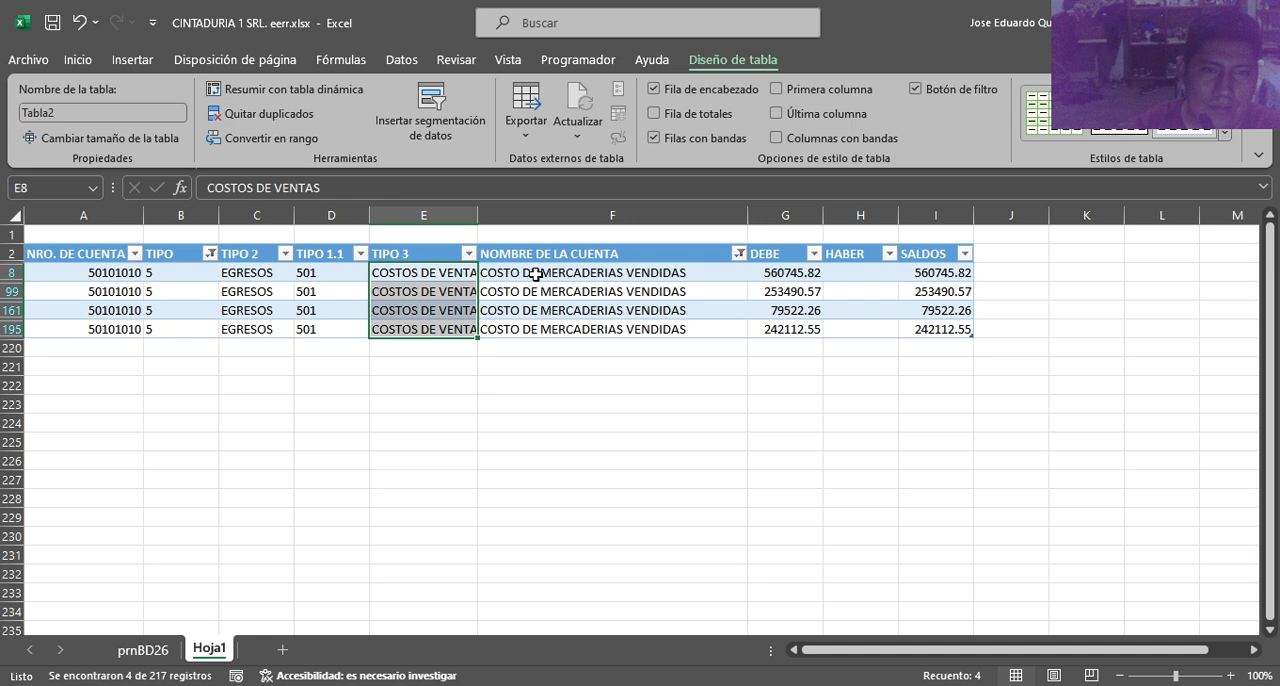 CINTADURIA 1 SRL. eerr.xlsx - Excel
Buscar
Jose Eduardo Qu
Archivo Inicio Insertar Disposición de página Fórmulas Datos Revisar Vista Programador Ayuda Diseño de tabla
Nombre de la tabla:
Tabla2
Cambiar tamaño de la tabla
Propiedades
Resumir con tabla dinámica
Quitar duplicados
Convertir en rango
Insertar segmentación
de datos
Herramientas
Exportar Actualizar
Datos externos de tabla
Fila de encabezado Primera columna Botón de filtro
Fila de totales Última columna
Filas con bandas Columnas con bandas
Opciones de estilo de tabla
Estilos de tabla
E8 fx COSTOS DE VENTAS
A B C D E F G H I J K L M
1
2 NRO. DE CUENTA TIPO TIPO 2 TIPO 1.1 TIPO 3 NOMBRE DE LA CUENTA DEBE HABER SALDOS
8 50101010 5 EGRESOS 501 COSTOS DE VENTA COSTO DE MERCADERIAS VENDIDAS 560745.82 560745.82
99 50101010 5 EGRESOS 501 COSTOS DE VENTA COSTO DE MERCADERIAS VENDIDAS 253490.57 253490.57
161 50101010 5 EGRESOS 501 COSTOS DE VENTA COSTO DE MERCADERIAS VENDIDAS 79522.26 79522.26
195 50101010 5 EGRESOS 501 COSTOS DE VENTA COSTO DE MERCADERIAS VENDIDAS 242112.55 242112.55
220
221
222
223
224
225
226
227
228
229
230
231
232
233
234
235
prnBD26 Hoja1
Listo Se encontraron 4 de 217 registros Accesibilidad: es necesario investigar Recuento: 4 100%